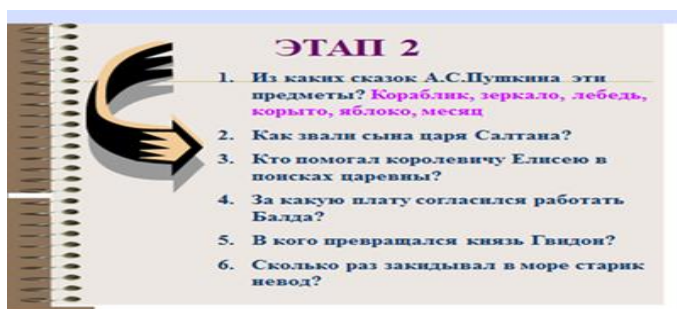 ЭТАП 2
1. Из каких сказок А.С.Пушкина эти
предметы? Кораблик, зеркало, лебедь,
корыто, яблоко, месяц
2. Как звали сына царя Салтана?
3. Кто помогал королевичу Елисею в
поисках царевны?
4. За какую плату согласился работать
Балда?
5. В кого превращался князь Гвидон?
6. Сколько раз закидывал в море старик
невод?